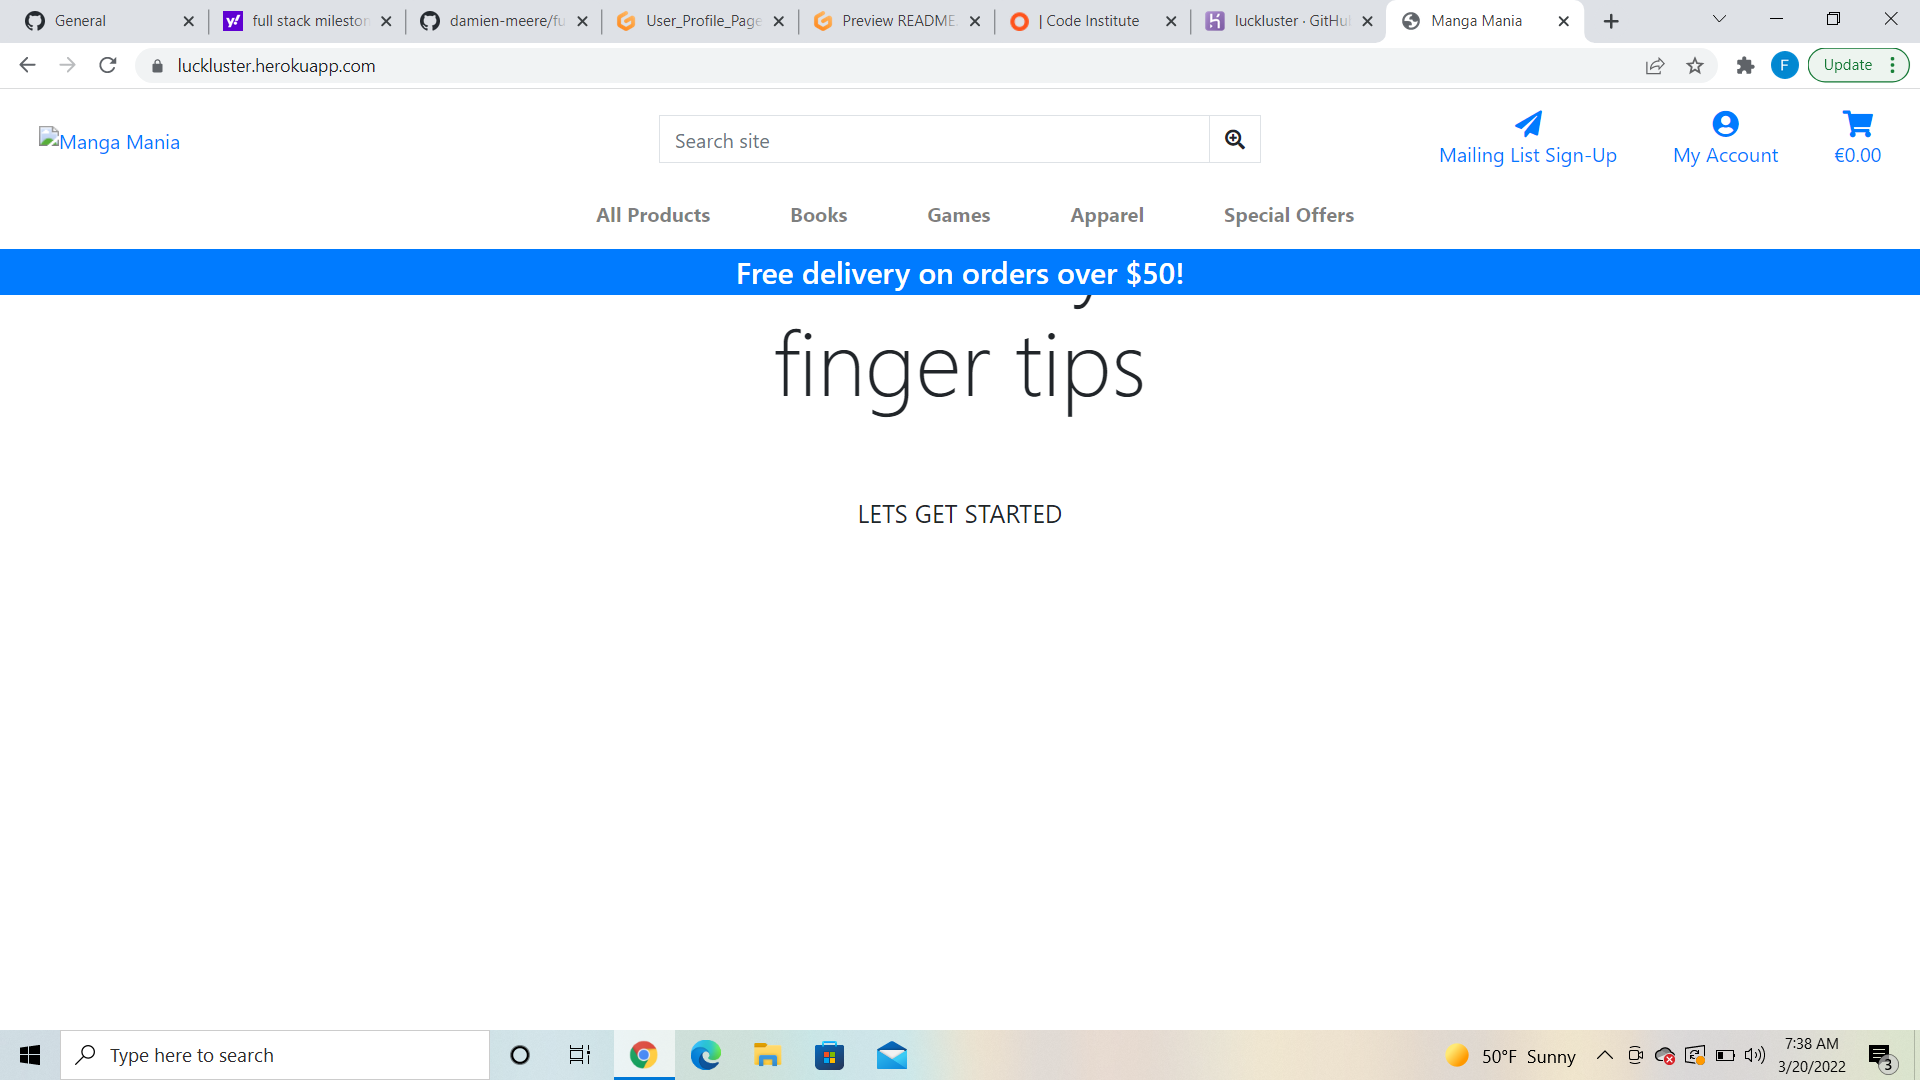 General
full stack mileston
damien-meere/fu
User_Profile_Page
Preview README.
| Code Institute
luckluster · GitHu
Manga Mania
luckluster.herokuapp.com
F
Update
Manga Mania
Search site
Mailing List Sign-Up
My Account
€0.00
All Products
Books
Games
Apparel
Special Offers
Free delivery on orders over $50!
finger tips
LETS GET STARTED
Type here to search
50°F Sunny
7:38 AM
3/20/2022
3